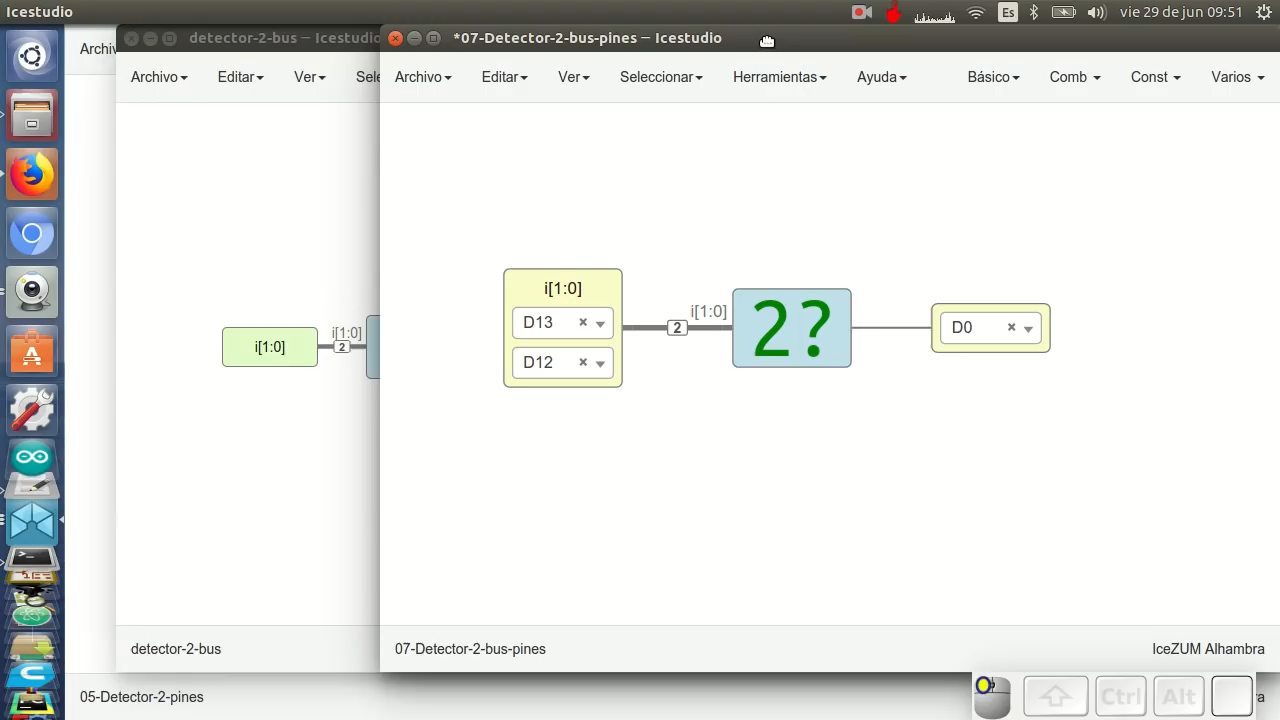 Icestudio
Es
vie 29 de jun 09:51
Archiv
detector-2-bus – Icestudio
Archivo
Editar
Ver
Sele
*07-Detector-2-bus-pines – Icestudio
Archivo
Editar
Ver
Seleccionar
Herramientas
Ayuda
Básico
Comb
Const
Varios
i[1:0]
i[1:0]
2
i[1:0]
D13 ×
D12 ×
2
i[1:0]
2?
D0 ×
detector-2-bus
07-Detector-2-bus-pines
IceZUM Alhambra
05-Detector-2-pines
Ctrl
Alt
a